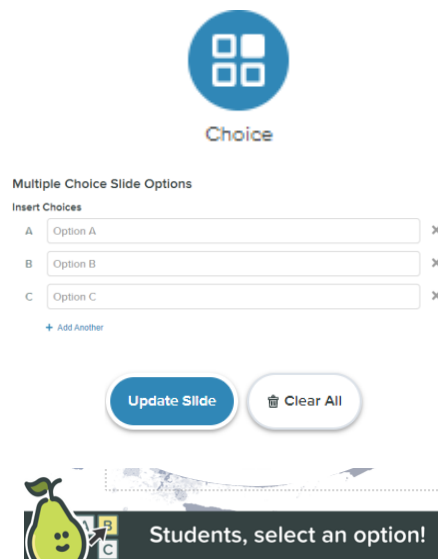 Choice
Multiple Choice Slide Options
Insert Choices
A Option A
B Option B
C Option C
+ Add Another
Update Slide
Clear All
A B
C
Students, select an option!